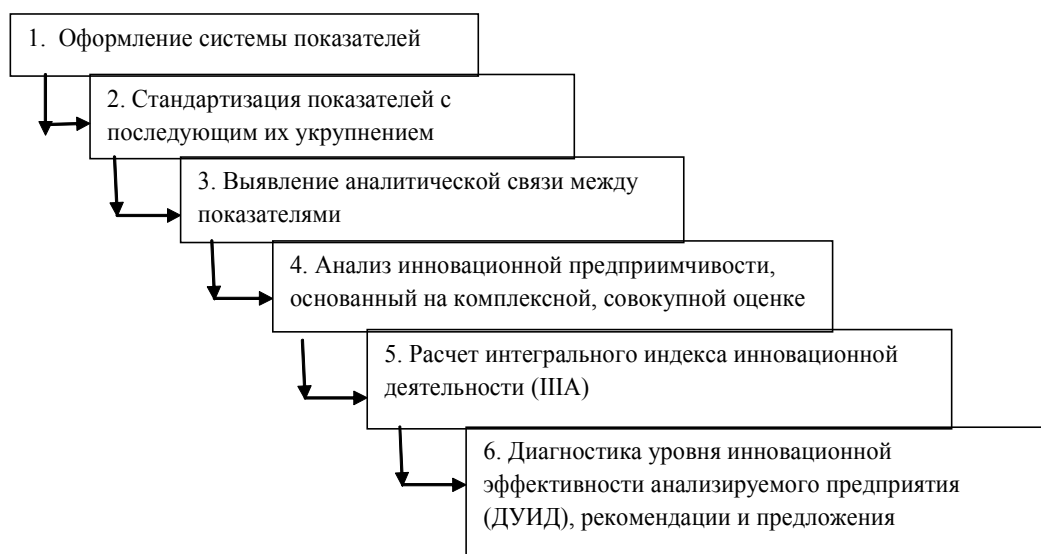 1. Оформление системы показателей
2. Стандартизация показателей с
последующим их укрупнением
3. Выявление аналитической связи между
показателями
4. Анализ инновационной предприимчивости,
основанный на комплексной, совокупной оценке
5. Расчет интегрального индекса инновационной
деятельности (IIIA)
6. Диагностика уровня инновационной
эффективности анализируемого предприятия
(ДУИД), рекомендации и предложения